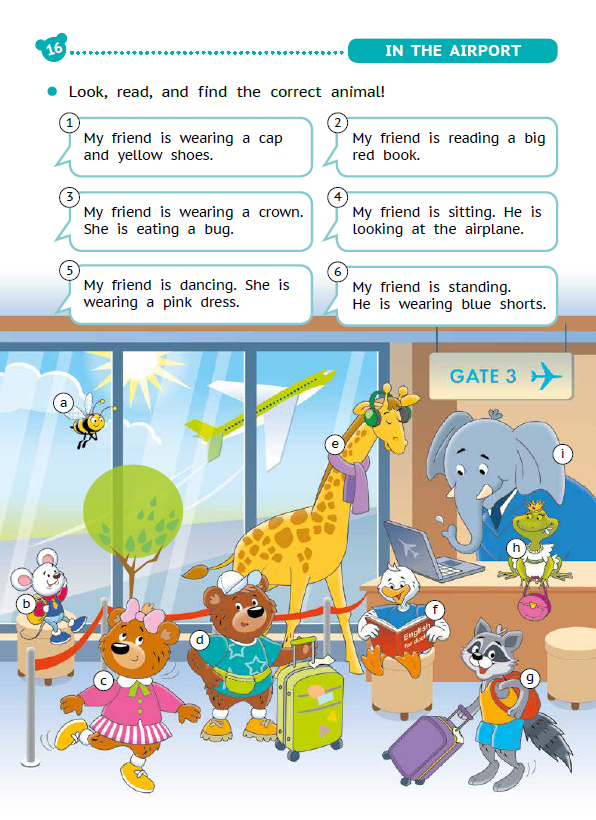 16
IN THE AIRPORT
Look, read, and find the correct animal!
1
My friend is wearing a cap
and yellow shoes.
2
My friend is reading a big
red book.
3
My friend is wearing a crown.
She is eating a bug.
4
My friend is sitting. He is
looking at the airplane.
5
My friend is dancing. She is
wearing a pink dress.
6
My friend is standing.
He is wearing blue shorts.
GATE 3
a
e
i
h
b
f
d
English
for ducks
c
g